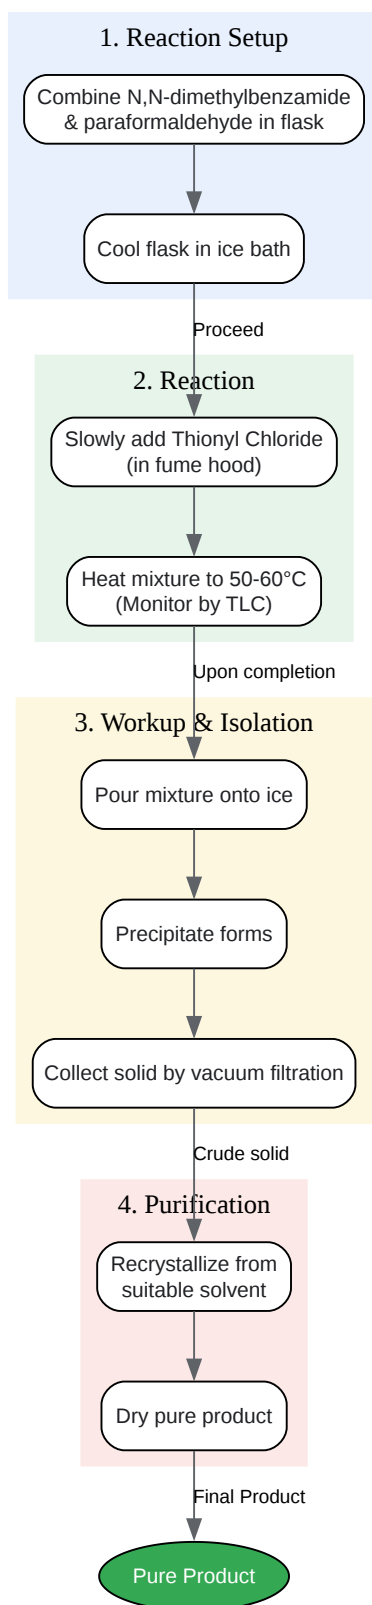 1. Reaction Setup
Combine N,N-dimethylbenzamide
& paraformaldehyde in flask
Cool flask in ice bath
Proceed
2. Reaction
Slowly add Thionyl Chloride
(in fume hood)
Heat mixture to 50-60°C
(Monitor by TLC)
Upon completion
3. Workup & Isolation
Pour mixture onto ice
Precipitate forms
Collect solid by vacuum filtration
Crude solid
4. Purification
Recrystallize from
suitable solvent
Dry pure product
Final Product
Pure Product